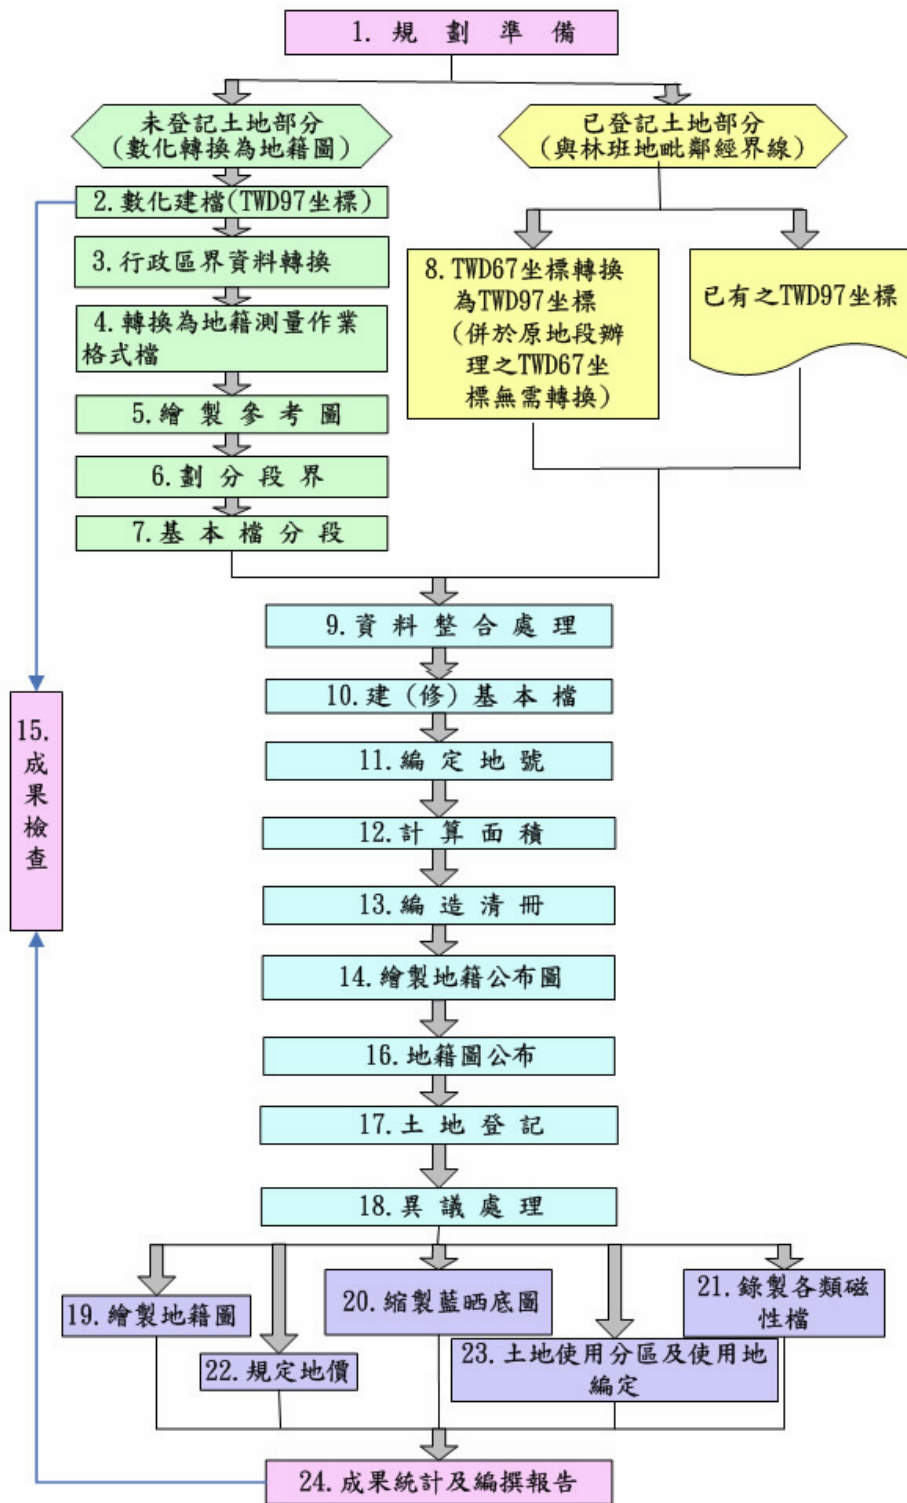 1. 規劃準備
未登記土地部分
(數化轉換為地籍圖)
已登記土地部分
(與林班地毗鄰經界線)
2.數化建檔(TWD97坐標)
3.行政區界資料轉換
4.轉換為地籍測量作業
格式檔
5.繪製參考圖
6.劃分段界
7.基本檔分段
8.TWD67坐標轉換
為TWD97坐標
(併於原地段辦
理之TWD67坐
標無需轉換)
已有之TWD97坐標
9.資料整合處理
10.建(修)基本檔
11.編定地號
12.計算面積
13.編造清冊
14.繪製地籍公布圖
15.
成
果
檢
查
16.地籍圖公布
17.土地登記
18.異議處理
19.繪製地籍圖
20.縮製藍晒底圖
21.錄製各類磁
性檔
22.規定地價
23.土地使用分區及使用地
編定
24.成果統計及編撰報告